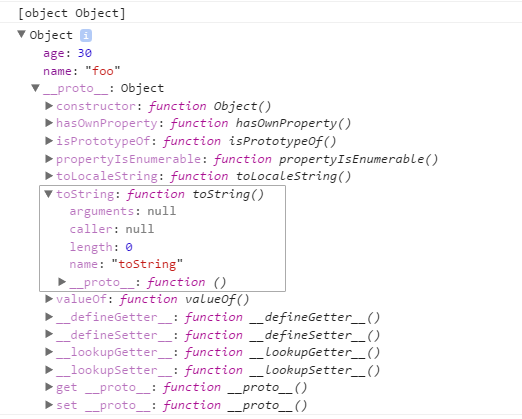 [object Object]
Object i
age: 30
name: "foo"
__proto__: Object
constructor: function Object()
hasOwnProperty: function hasOwnProperty()
isPrototypeOf: function isPrototypeOf()
propertyIsEnumerable: function propertyIsEnumerable()
toLocaleString: function toLocaleString()
toString: function toString()
arguments: null
caller: null
length: 0
name: "toString"
__proto__: function ()
valueOf: function valueOf()
__defineGetter__: function __defineGetter__()
__defineSetter__: function __defineSetter__()
__lookupGetter__: function __lookupGetter__()
__lookupSetter__: function __lookupSetter__()
get __proto__: function __proto__()
set __proto__: function __proto__()